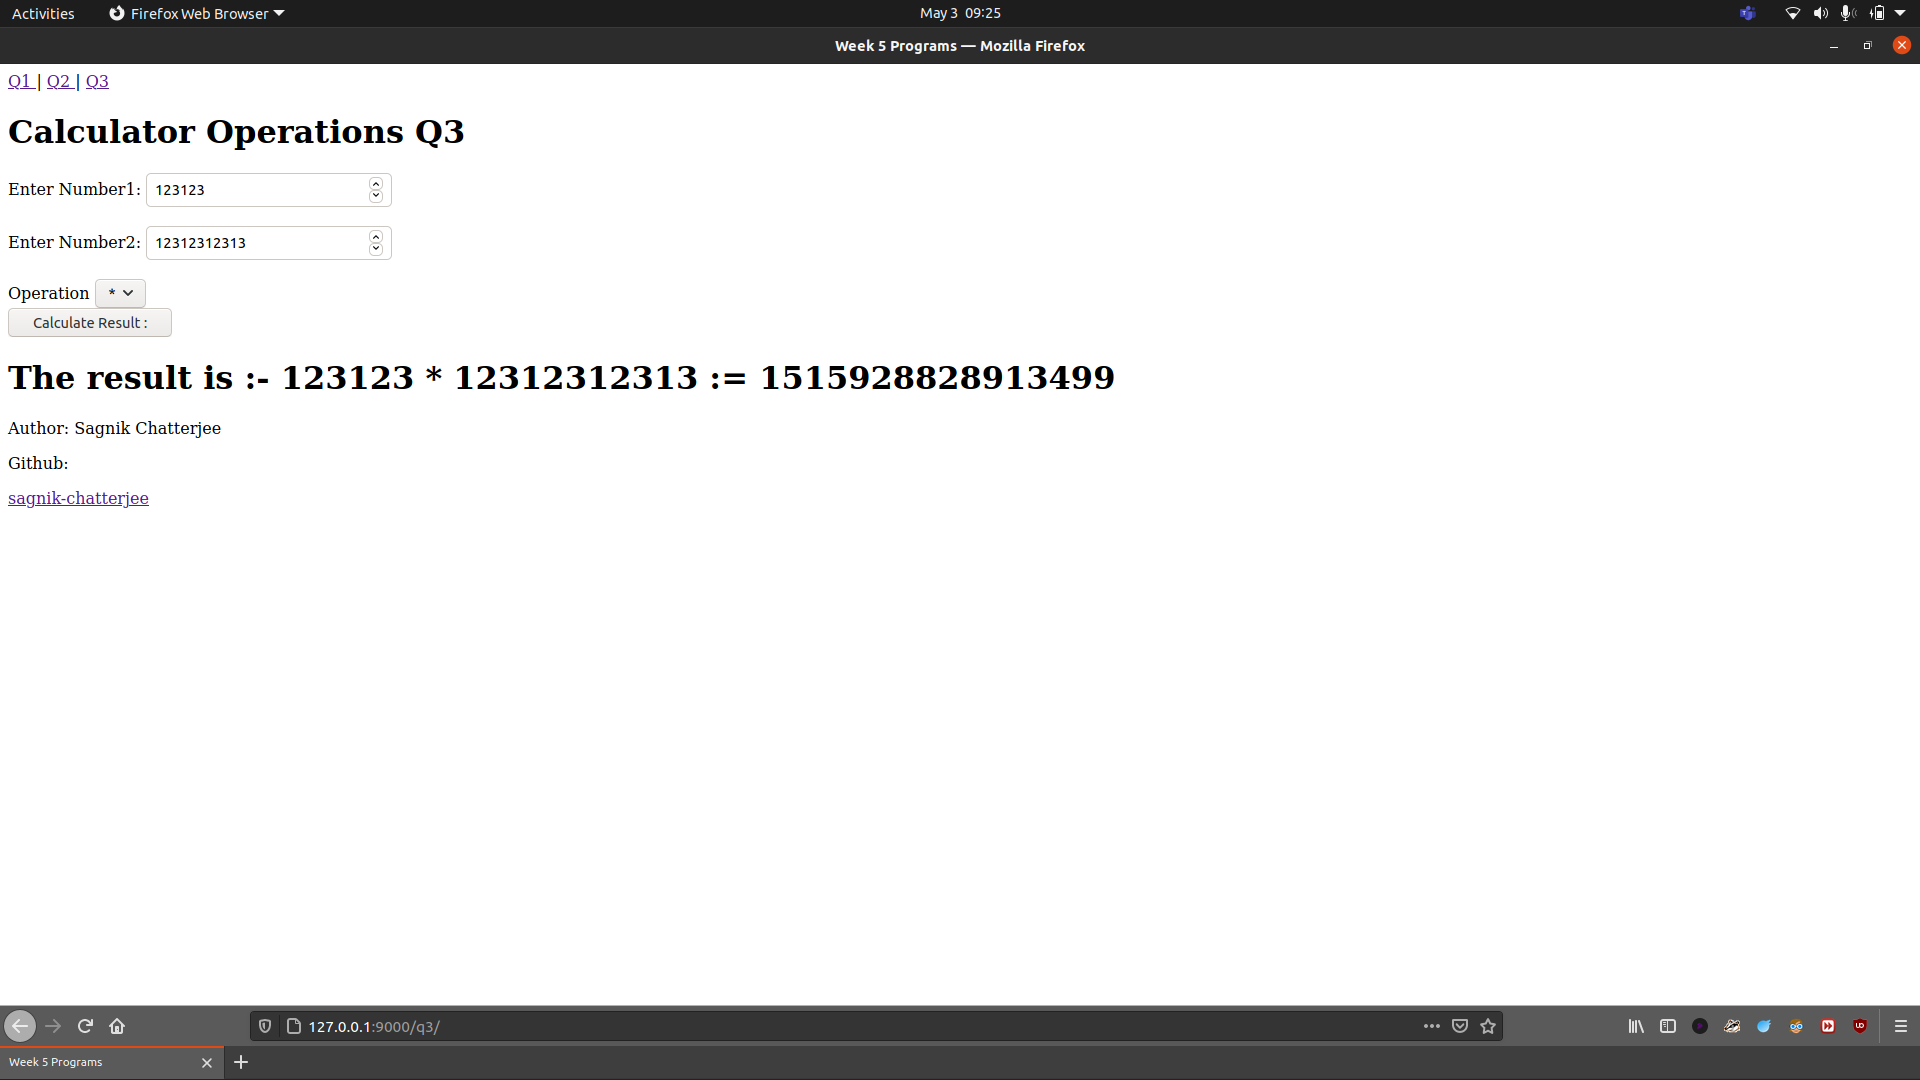 Activities Firefox Web Browser May 3 09:25
Week 5 Programs — Mozilla Firefox
Q1 | Q2 | Q3
Calculator Operations Q3
Enter Number1: 123123
Enter Number2: 12312312313
Operation *
Calculate Result :
The result is :- 123123 * 12312312313 := 1515928828913499
Author: Sagnik Chatterjee
Github:
sagnik-chatterjee
127.0.0.1:9000/q3/
Week 5 Programs